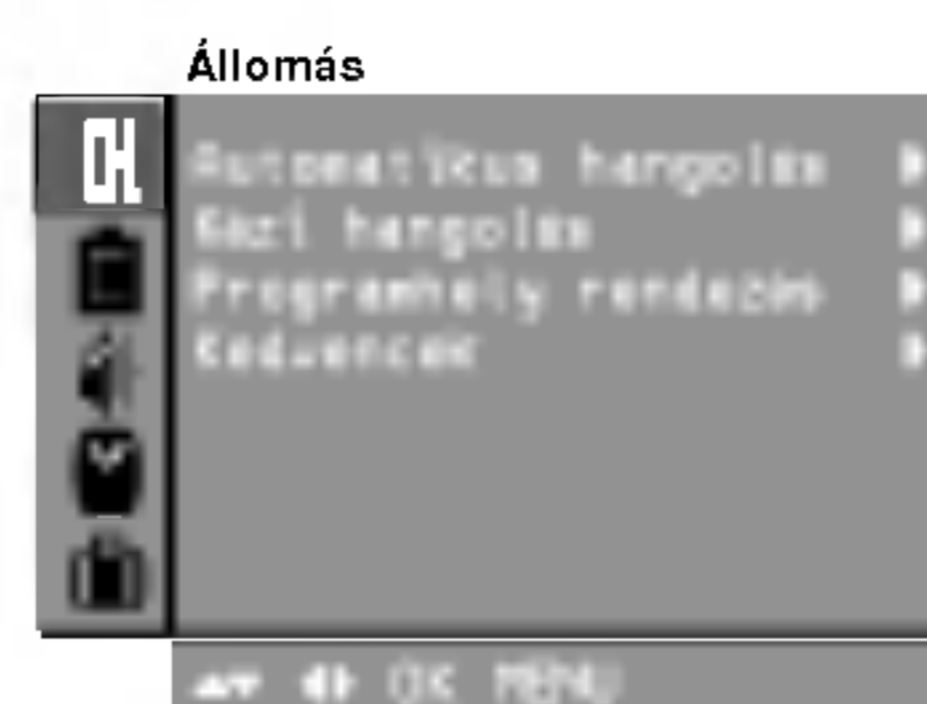 Állomás
CH
Automatikus hangolás
Kézi hangolás
Programhely rendezés
Kedvencek
OK MENU